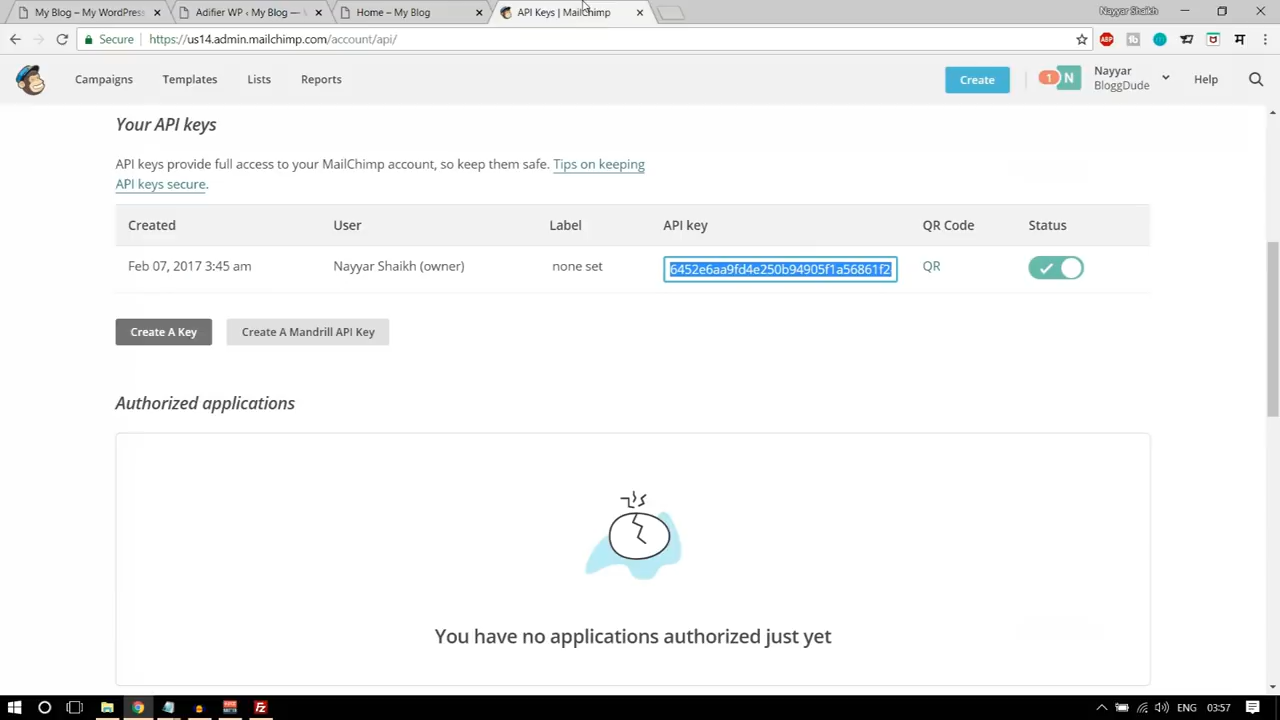 My Blog – My WordPress
Adifier WP ‹ My Blog —
Home – My Blog
API Keys | MailChimp
Nayyar Shaikh
Secure
https://us14.admin.mailchimp.com/account/api/
Campaigns
Templates
Lists
Reports
Create
1
N
Nayyar
BloggDude
Help
Your API keys
API keys provide full access to your MailChimp account, so keep them safe. Tips on keeping
API keys secure.
Created
User
Label
API key
QR Code
Status
Feb 07, 2017 3:45 am
Nayyar Shaikh (owner)
none set
6452e6aa9fd4e250b94905f1a56861f2
QR
Create A Key
Create A Mandrill API Key
Authorized applications
You have no applications authorized just yet
ENG
03:57